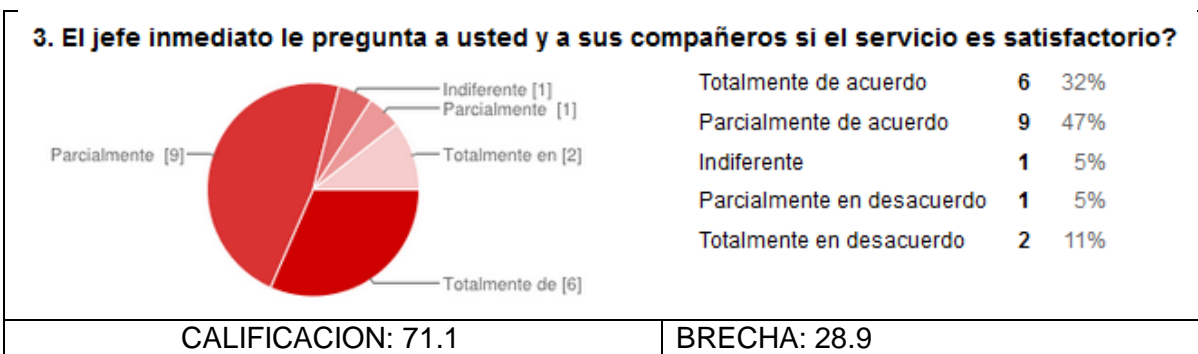 3. El jefe inmediato le pregunta a usted y a sus compañeros si el servicio es satisfactorio?
Indiferente [1]
Parcialmente [1]
Parcialmente [9]
Totalmente en [2]
Totalmente de [6]
Totalmente de acuerdo 6 32%
Parcialmente de acuerdo 9 47%
Indiferente 1 5%
Parcialmente en desacuerdo 1 5%
Totalmente en desacuerdo 2 11%
CALIFICACION: 71.1
BRECHA: 28.9